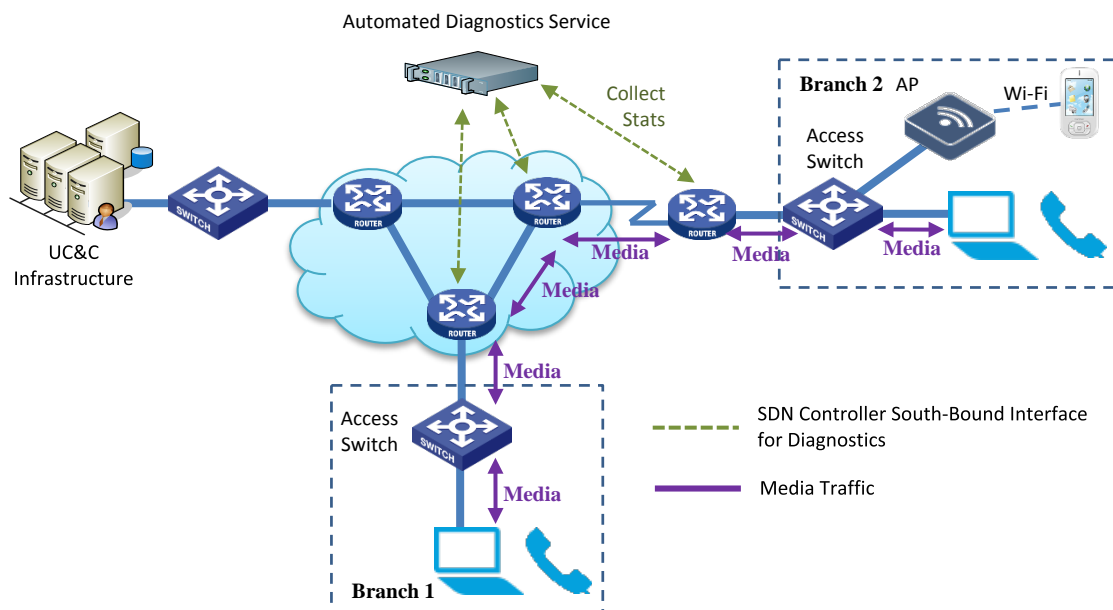 Automated Diagnostics Service
Collect
Stats
Branch 2
AP
Wi-Fi
Access
Switch
SWITCH
ROUTER
ROUTER
ROUTER
SWITCH
UC&C
Infrastructure
Media
Media
Media
Media
ROUTER
Media
Access
Switch
SWITCH
Media
Branch 1
SDN Controller South-Bound Interface
for Diagnostics
Media Traffic